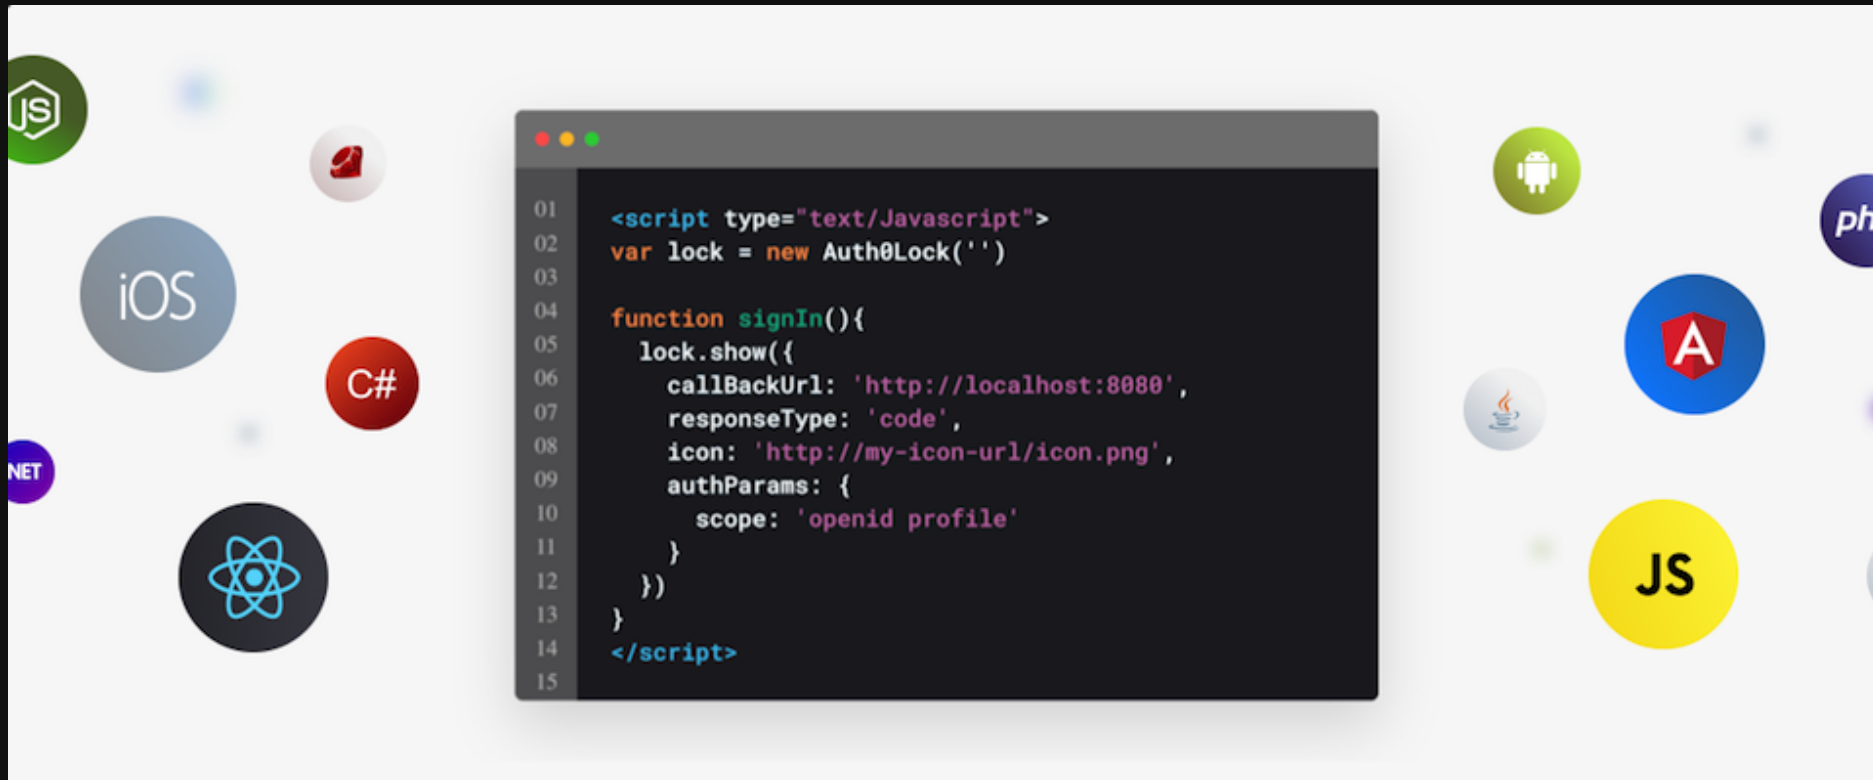 JS
iOS
C#
NET
01 <script type="text/Javascript">
02 var lock = new Auth0Lock('')
03
04 function signIn(){
05 lock.show({
06 callBackUrl: 'http://localhost:8080',
07 responseType: 'code',
08 icon: 'http://my-icon-url/icon.png',
09 authParams: {
10 scope: 'openid profile'
11 }
12 })
13 }
14 </script>
15
ph
A
JS